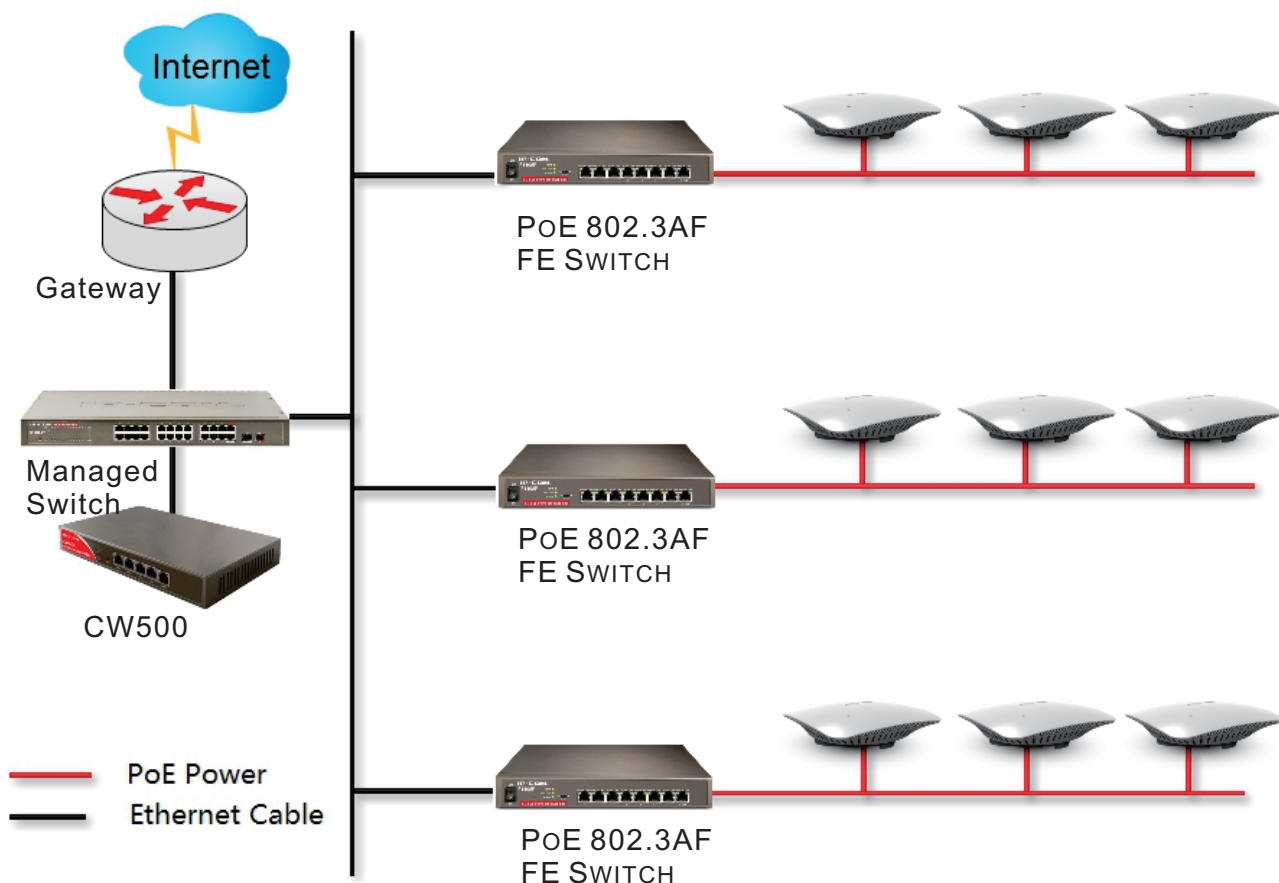 Internet
Gateway
Managed
Switch
CW500
PoE 802.3AF
FE SWITCH
PoE 802.3AF
FE SWITCH
PoE 802.3AF
FE SWITCH
PoE Power
Ethernet Cable